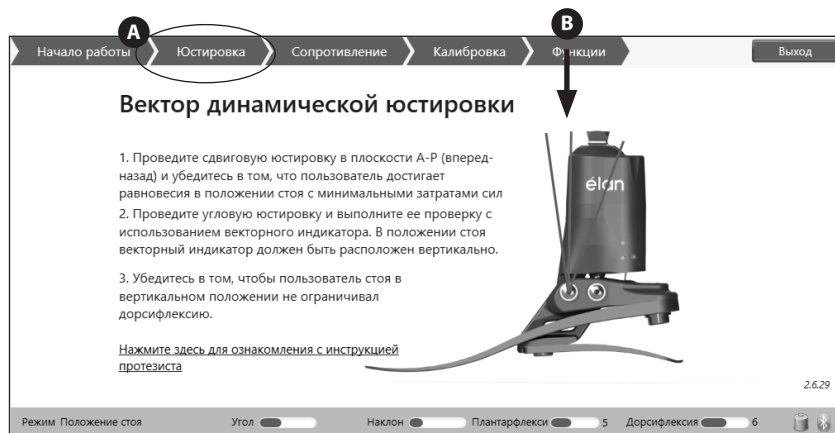 A
B
Начало работы Юстировка Сопротивление Калибровка Функции Выход
Вектор динамической юстировки
1. Проведите сдвиговую юстировку в плоскости A-P (вперед-
назад) и убедитесь в том, что пользователь достигает
равновесия в положении стоя с минимальными затратами сил
2. Проведите угловую юстировку и выполните ее проверку с
использованием векторного индикатора. В положении стоя
векторный индикатор должен быть расположен вертикально.
3. Убедитесь в том, чтобы пользователь стоя в
вертикальном положении не ограничивал
дорсифлексию.
Нажмите здесь для ознакомления с инструкцией
протезиста
élan
2.6.29
Режим Положение стоя Угол Наклон Плантарфлекси 5 Дорсифлексия 6